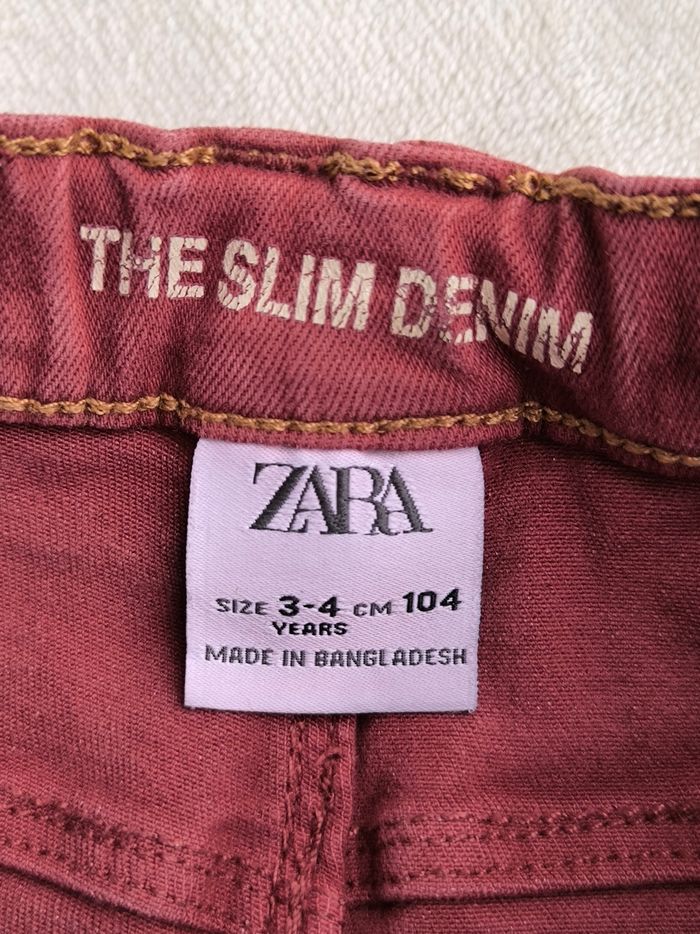 THE SLIM DENIM
ZARA
SIZE 3-4 CM 104
YEARS
MADE IN BANGLADESH